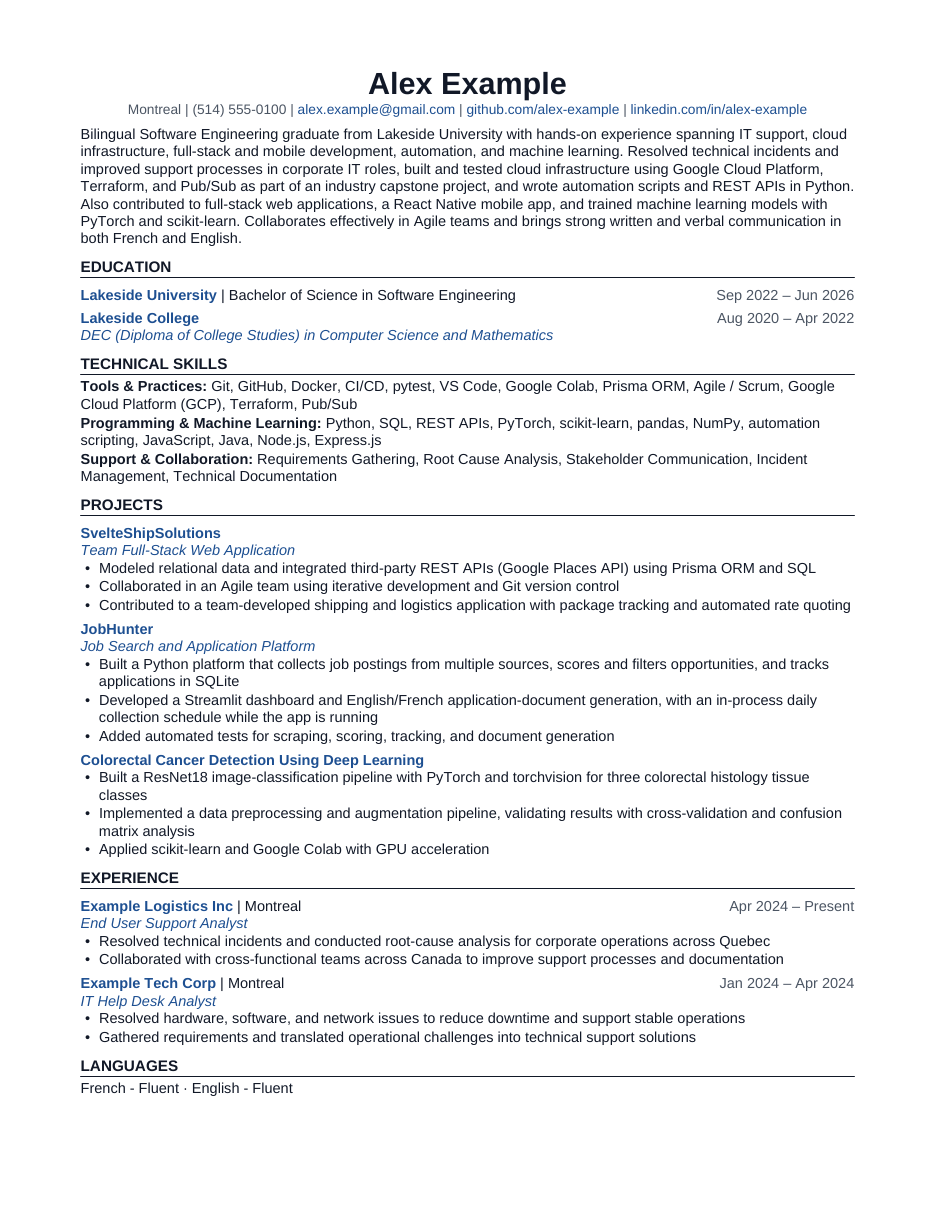 Alex Example
Montreal | (514) 555-0100 | alex.example@gmail.com | github.com/alex-example | linkedin.com/in/alex-example
Bilingual Software Engineering graduate from Lakeside University with hands-on experience spanning IT support, cloud
infrastructure, full-stack and mobile development, automation, and machine learning. Resolved technical incidents and
improved support processes in corporate IT roles, built and tested cloud infrastructure using Google Cloud Platform,
Terraform, and Pub/Sub as part of an industry capstone project, and wrote automation scripts and REST APIs in Python.
Also contributed to full-stack web applications, a React Native mobile app, and trained machine learning models with
PyTorch and scikit-learn. Collaborates effectively in Agile teams and brings strong written and verbal communication in
both French and English.
EDUCATION
Lakeside University | Bachelor of Science in Software Engineering Sep 2022 – Jun 2026
Lakeside College Aug 2020 – Apr 2022
DEC (Diploma of College Studies) in Computer Science and Mathematics
TECHNICAL SKILLS
Tools & Practices: Git, GitHub, Docker, CI/CD, pytest, VS Code, Google Colab, Prisma ORM, Agile / Scrum, Google
Cloud Platform (GCP), Terraform, Pub/Sub
Programming & Machine Learning: Python, SQL, REST APIs, PyTorch, scikit-learn, pandas, NumPy, automation
scripting, JavaScript, Java, Node.js, Express.js
Support & Collaboration: Requirements Gathering, Root Cause Analysis, Stakeholder Communication, Incident
Management, Technical Documentation
PROJECTS
SvelteShipSolutions
Team Full-Stack Web Application
• Modeled relational data and integrated third-party REST APIs (Google Places API) using Prisma ORM and SQL
• Collaborated in an Agile team using iterative development and Git version control
• Contributed to a team-developed shipping and logistics application with package tracking and automated rate quoting
JobHunter
Job Search and Application Platform
• Built a Python platform that collects job postings from multiple sources, scores and filters opportunities, and tracks
applications in SQLite
• Developed a Streamlit dashboard and English/French application-document generation, with an in-process daily
collection schedule while the app is running
• Added automated tests for scraping, scoring, tracking, and document generation
Colorectal Cancer Detection Using Deep Learning
• Built a ResNet18 image-classification pipeline with PyTorch and torchvision for three colorectal histology tissue
classes
• Implemented a data preprocessing and augmentation pipeline, validating results with cross-validation and confusion
matrix analysis
• Applied scikit-learn and Google Colab with GPU acceleration
EXPERIENCE
Example Logistics Inc | Montreal Apr 2024 – Present
End User Support Analyst
• Resolved technical incidents and conducted root-cause analysis for corporate operations across Quebec
• Collaborated with cross-functional teams across Canada to improve support processes and documentation
Example Tech Corp | Montreal Jan 2024 – Apr 2024
IT Help Desk Analyst
• Resolved hardware, software, and network issues to reduce downtime and support stable operations
• Gathered requirements and translated operational challenges into technical support solutions
LANGUAGES
French - Fluent · English - Fluent